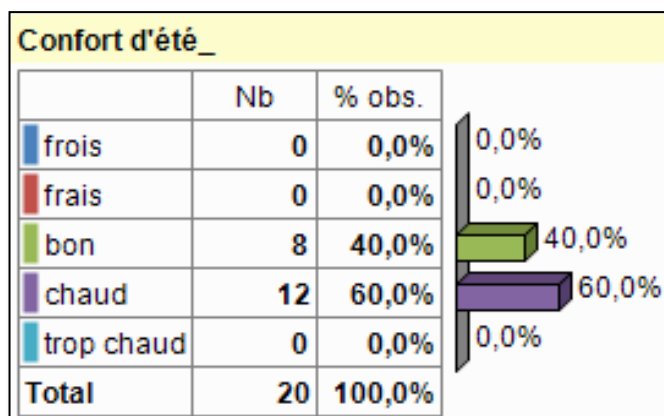 Confort d'été_
Nb % obs.
frois 0 0,0% 0,0%
frais 0 0,0% 0,0%
bon 8 40,0% 40,0%
chaud 12 60,0% 60,0%
trop chaud 0 0,0% 0,0%
Total 20 100,0%